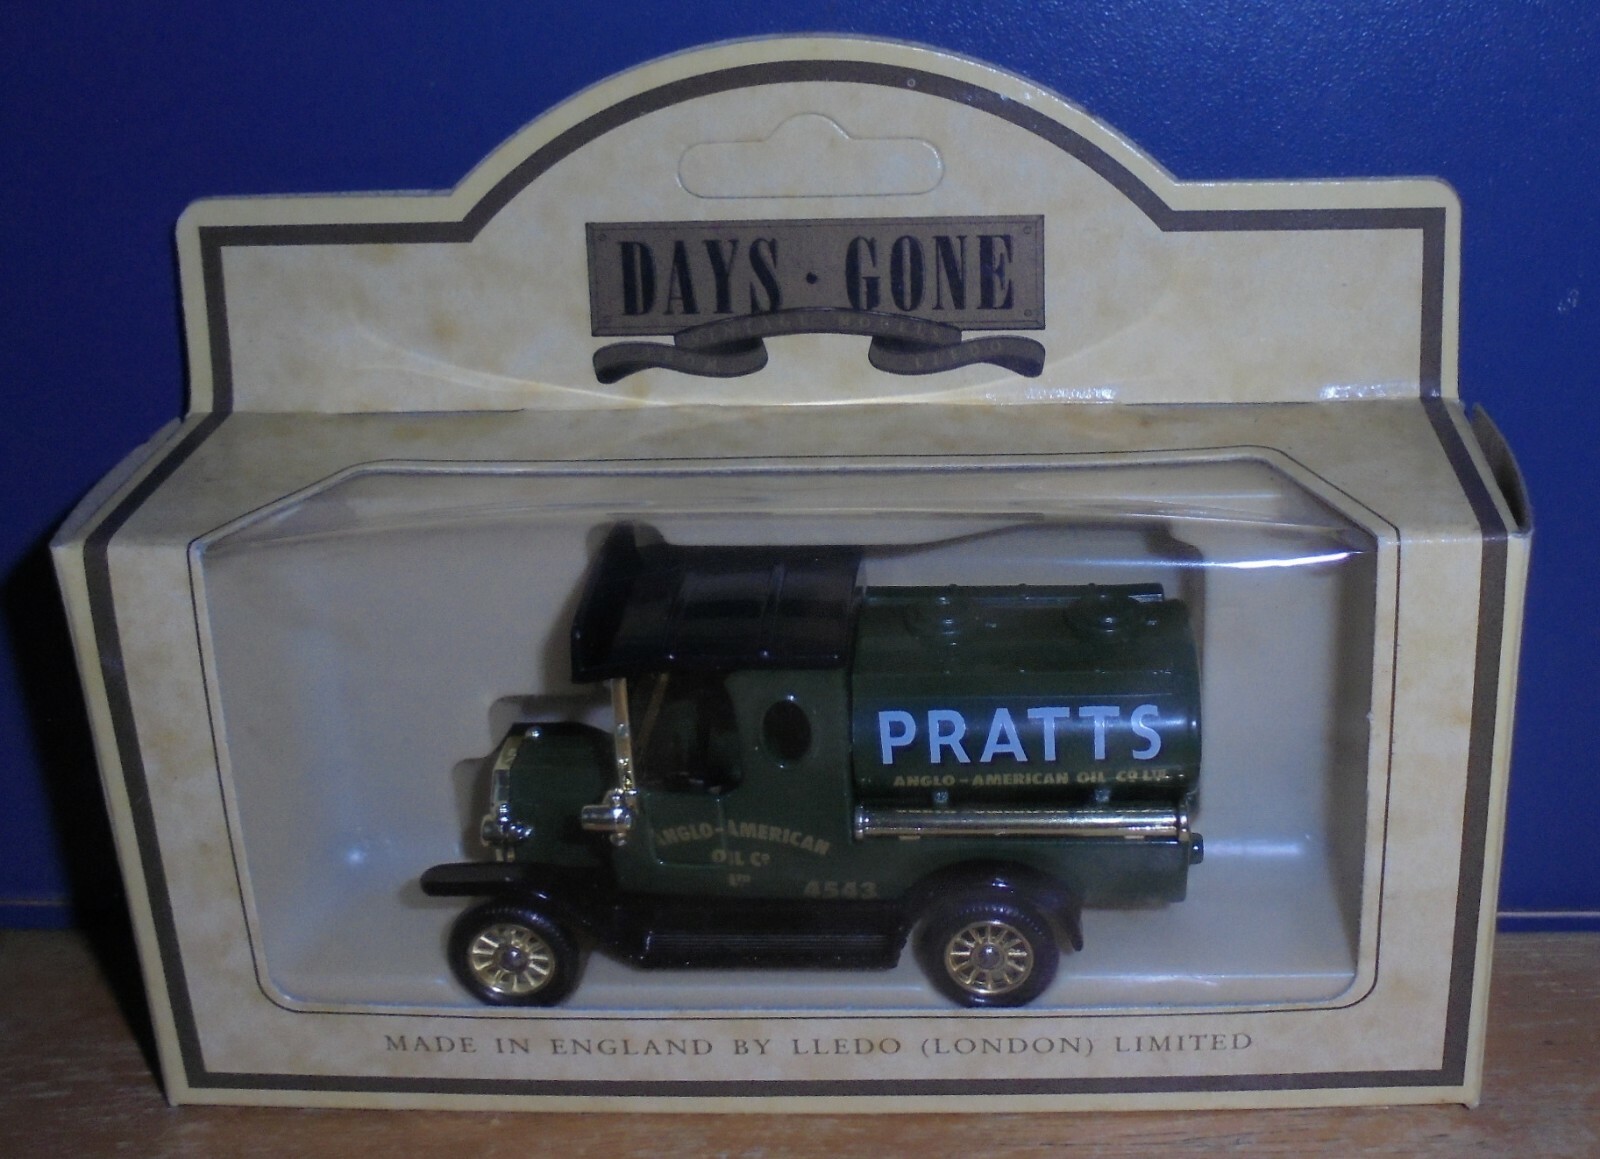 DAYS · GONE
PRATTS
ANGLO-AMERICAN OIL CO LTD
ANGLO-AMERICAN
OIL CO
LTD
4543
MADE IN ENGLAND BY LLEDO (LONDON) LIMITED